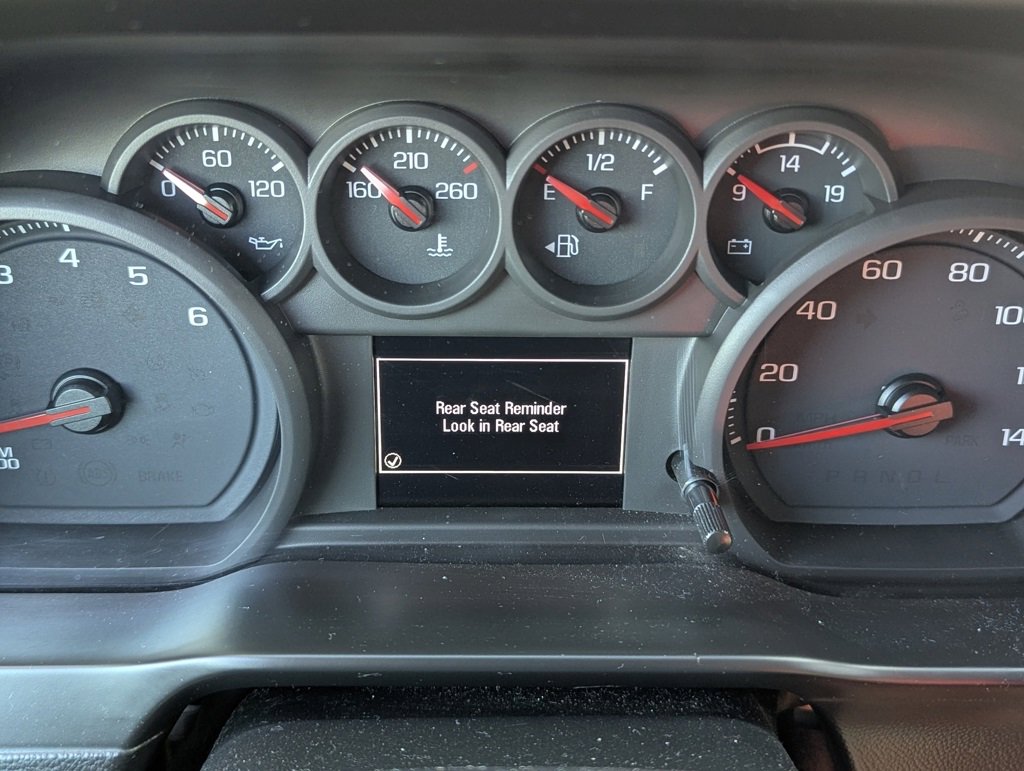 0 60 120
160 210 260
E 1/2 F
9 14 19
3 4 5 6
0 20 40 60 80
Rear Seat Reminder
Look in Rear Seat
BRAKE
PARK
P R N D L